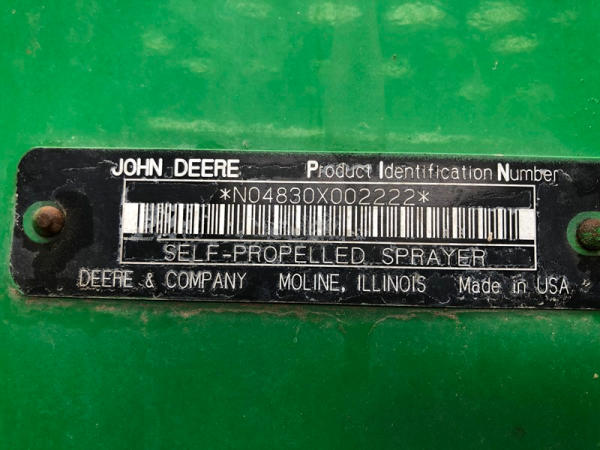 JOHN DEERE Product Identification Number
*N04830X002222*
SELF-PROPELLED SPRAYER
DEERE & COMPANY MOLINE, ILLINOIS Made in USA